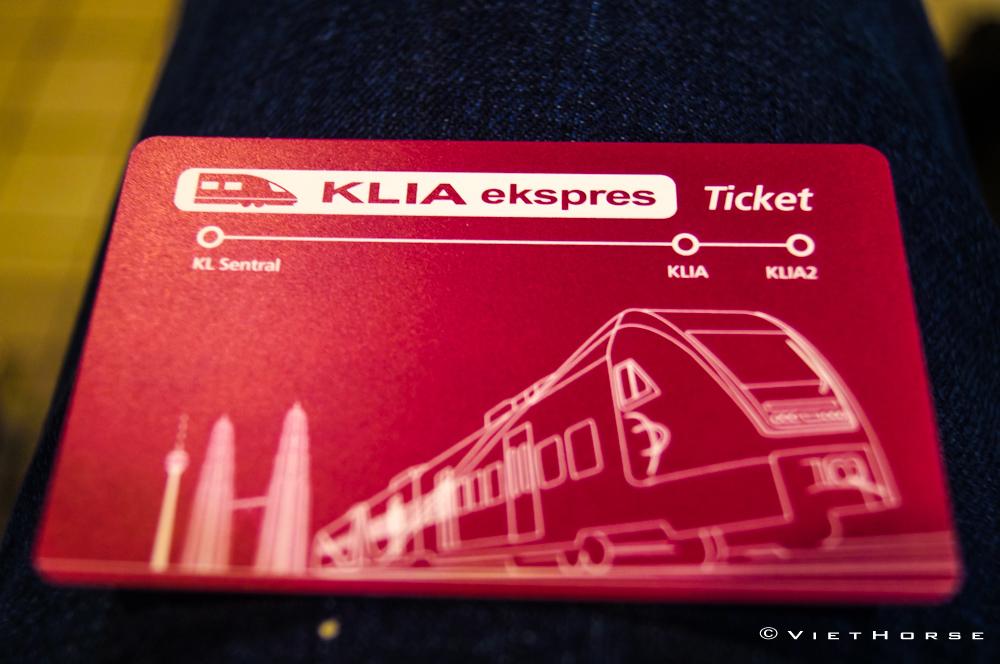 KLIA ekspres Ticket
KL Sentral KLIA KLIA2
© VietHorse